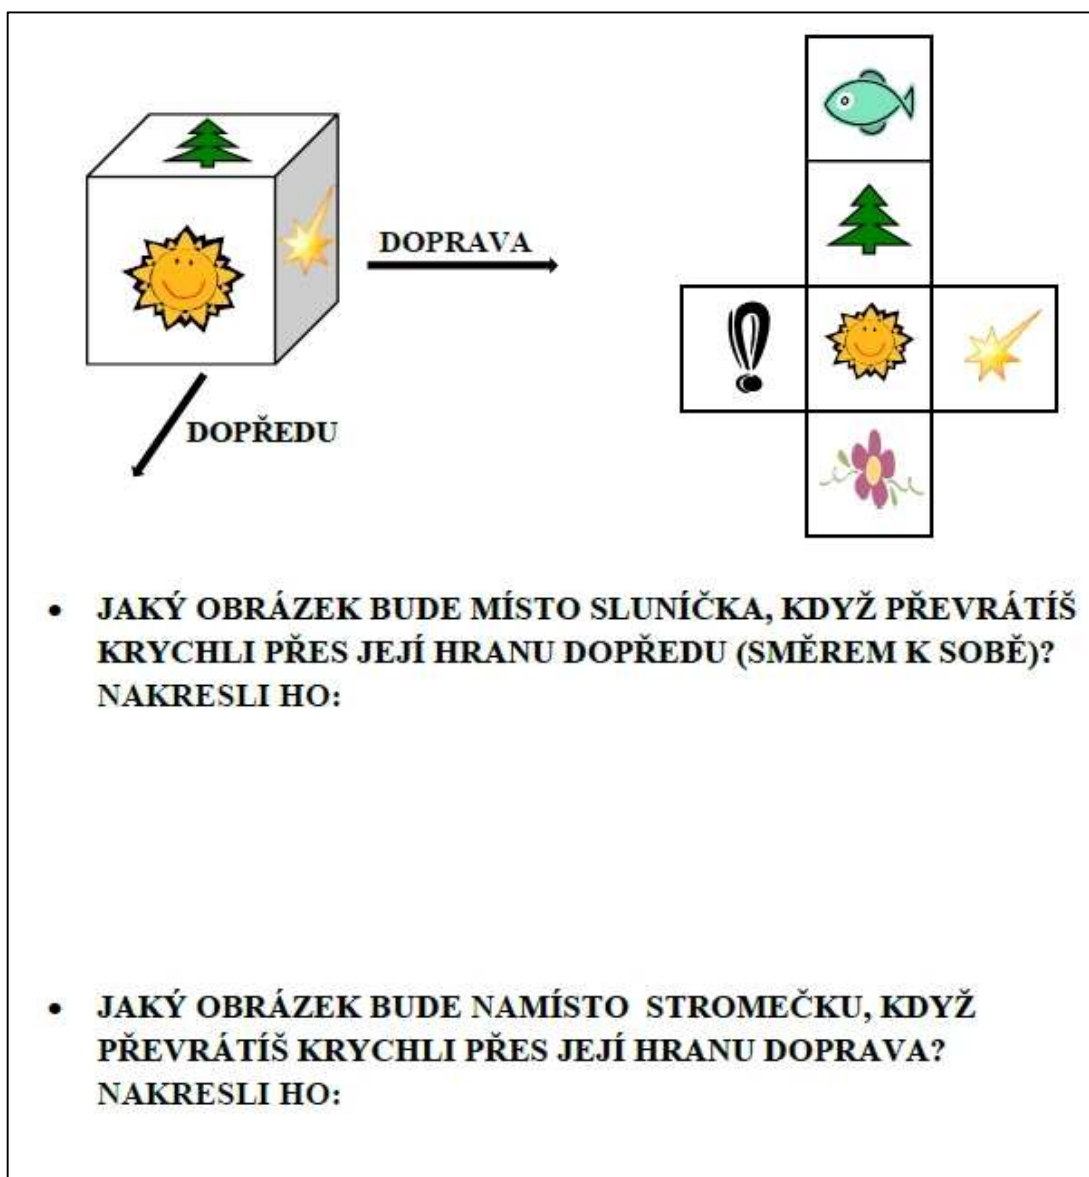 DOPRAVA
DOPŘEDU
• JAKÝ OBRÁZEK BUDE MÍSTO SLUNÍČKA, KDYŽ PŘEVRÁTÍŠ
KRYCHLI PŘES JEJÍ HRANU DOPŘEDU (SMĚREM K SOBĚ)?
NAKRESLI HO:
• JAKÝ OBRÁZEK BUDE NAMÍSTO STROMEČKU, KDYŽ
PŘEVRÁTÍŠ KRYCHLI PŘES JEJÍ HRANU DOPRAVA?
NAKRESLI HO: